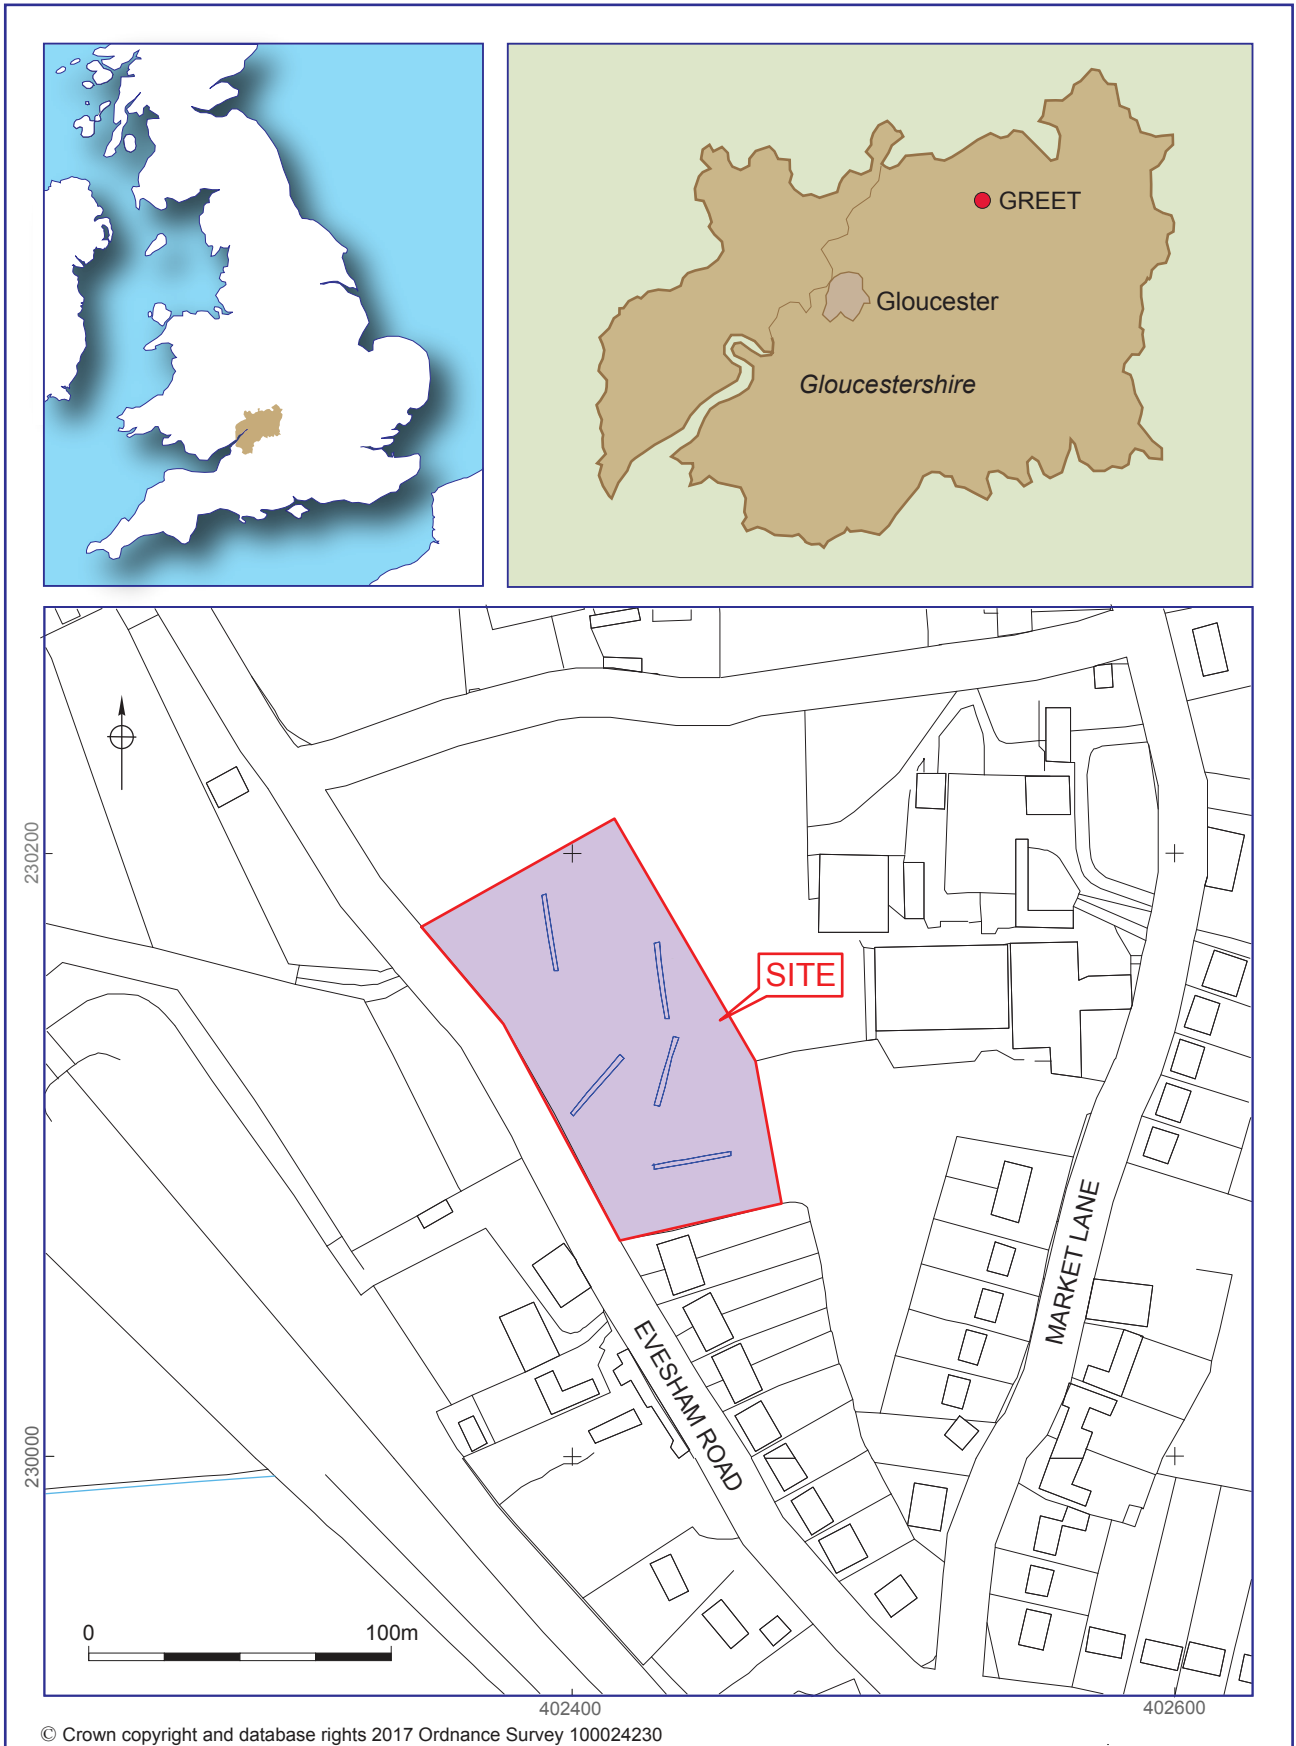 GREET
Gloucester
Gloucestershire
230200
SITE
MARKET LANE
EVESHAM ROAD
230000
0 100m
402400
402600
© Crown copyright and database rights 2017 Ordnance Survey 100024230